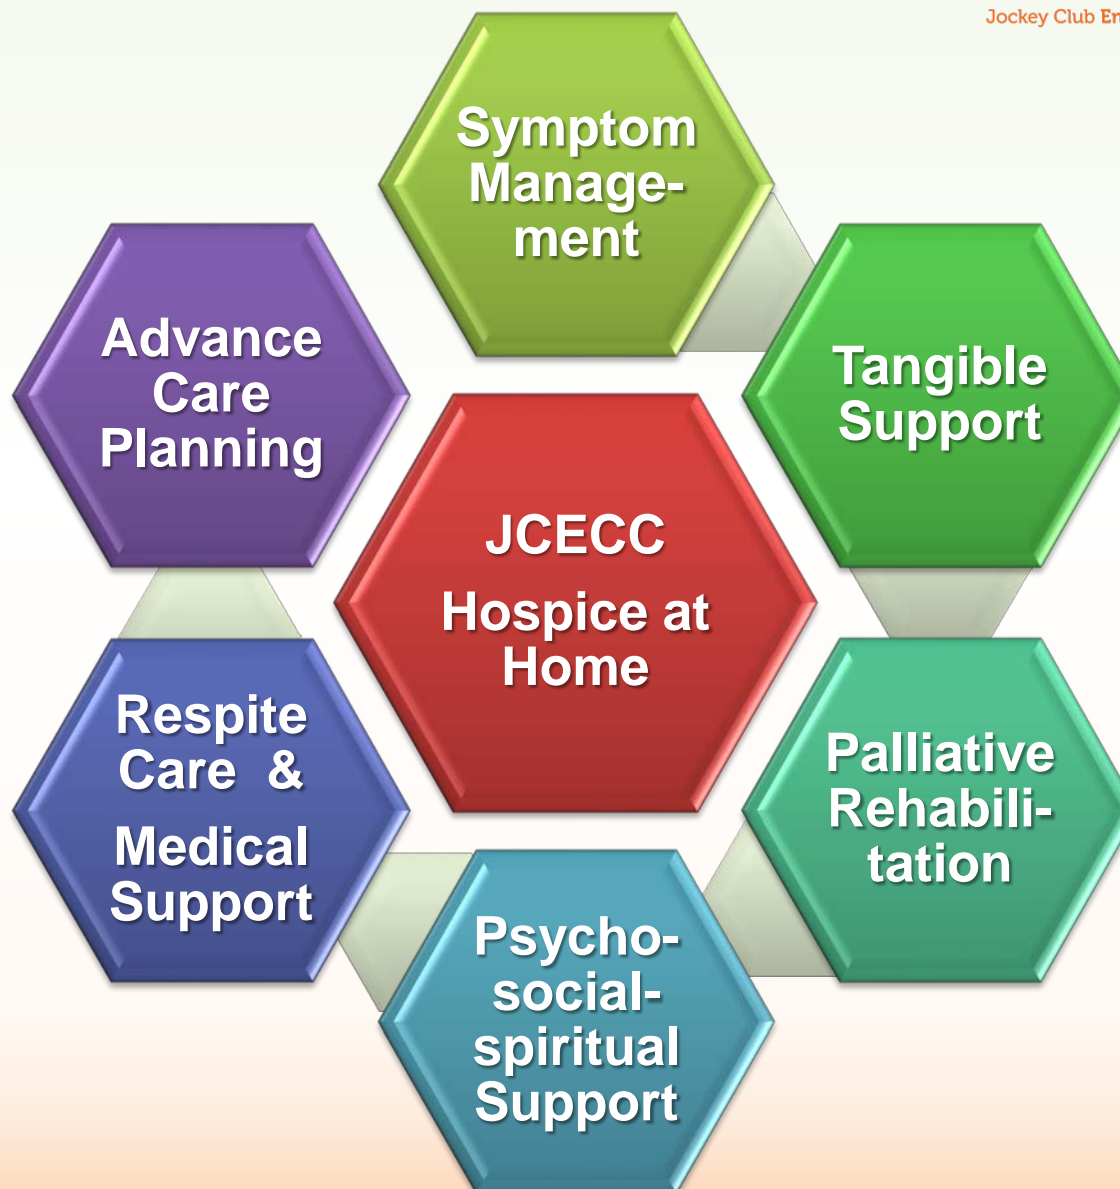 Jockey Club En
Symptom
Manage-
ment
Tangible
Support
Palliative
Rehabili-
tation
Psycho-
social-
spiritual
Support
Respite
Care &
Medical
Support
Advance
Care
Planning
JCECC
Hospice at
Home